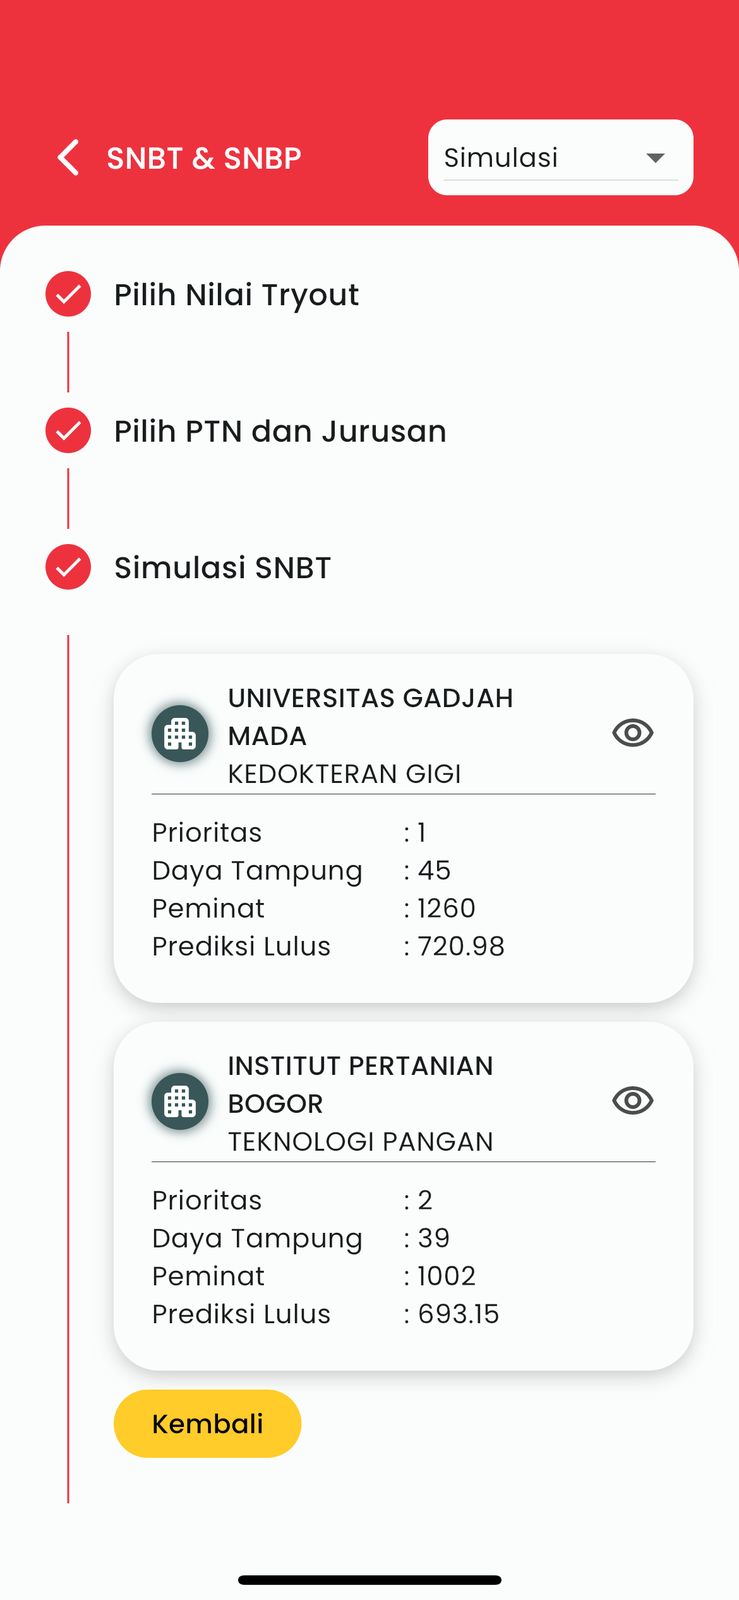 SNBT & SNBP
Simulasi
Pilih Nilai Tryout
Pilih PTN dan Jurusan
Simulasi SNBT
UNIVERSITAS GADJAH
MADA
KEDOKTERAN GIGI
Prioritas : 1
Daya Tampung : 45
Peminat : 1260
Prediksi Lulus : 720.98
INSTITUT PERTANIAN
BOGOR
TEKNOLOGI PANGAN
Prioritas : 2
Daya Tampung : 39
Peminat : 1002
Prediksi Lulus : 693.15
Kembali